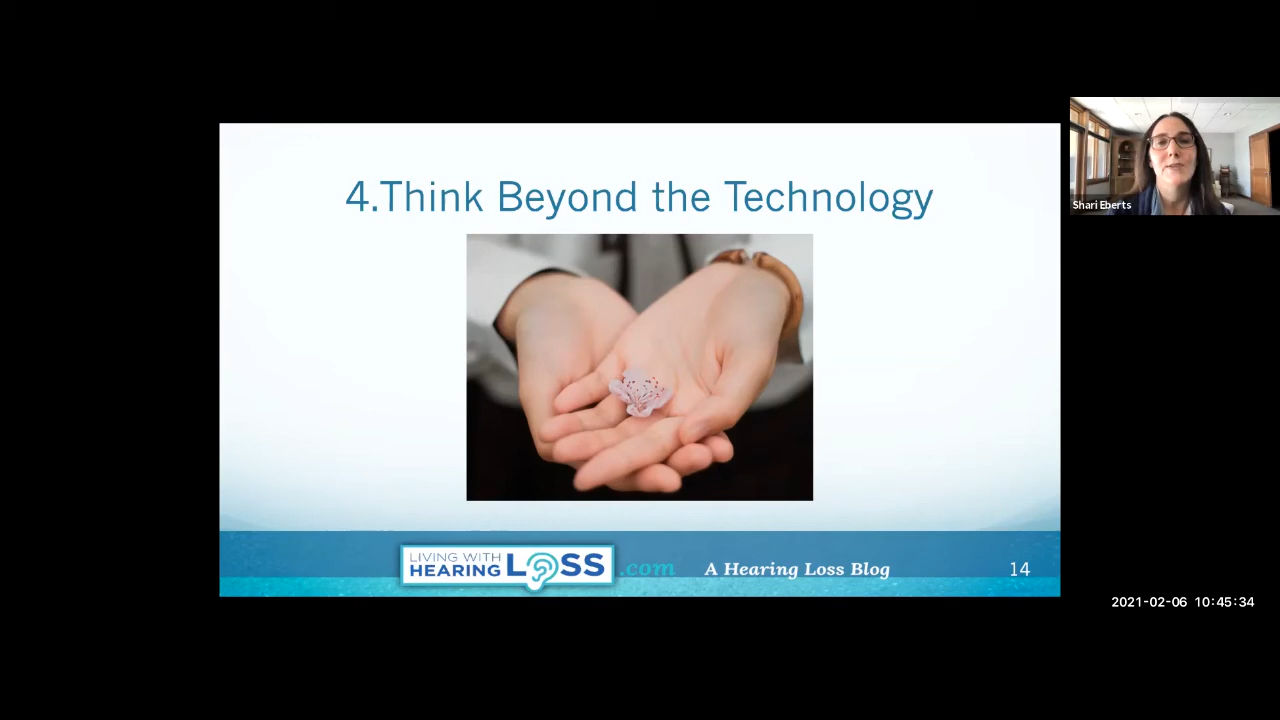 4.Think Beyond the Technology
Shari Eberts
LIVING WITH
HEARING LOSS
.com
A Hearing Loss Blog
14
2021-02-06 10:45:34